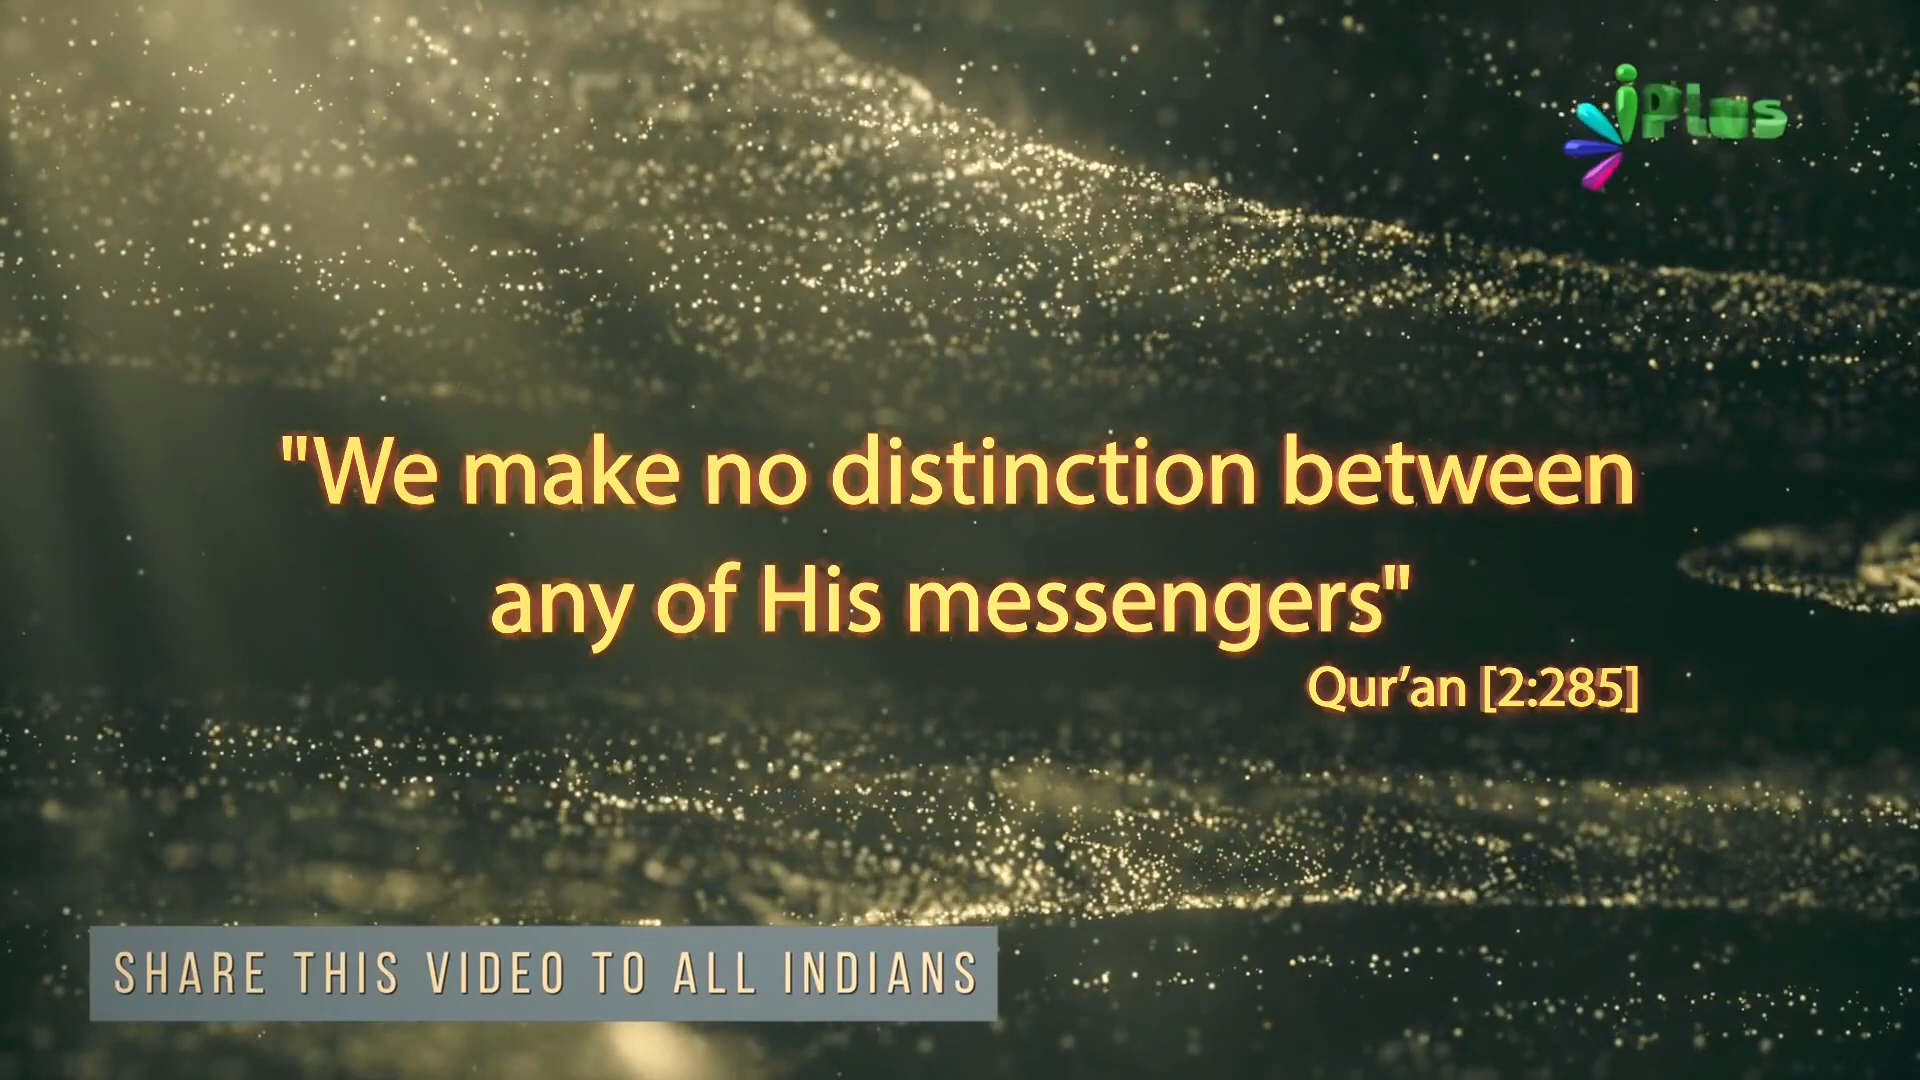 iPlus
"We make no distinction between
any of His messengers"
Qur’an [2:285]
SHARE THIS VIDEO TO ALL INDIANS